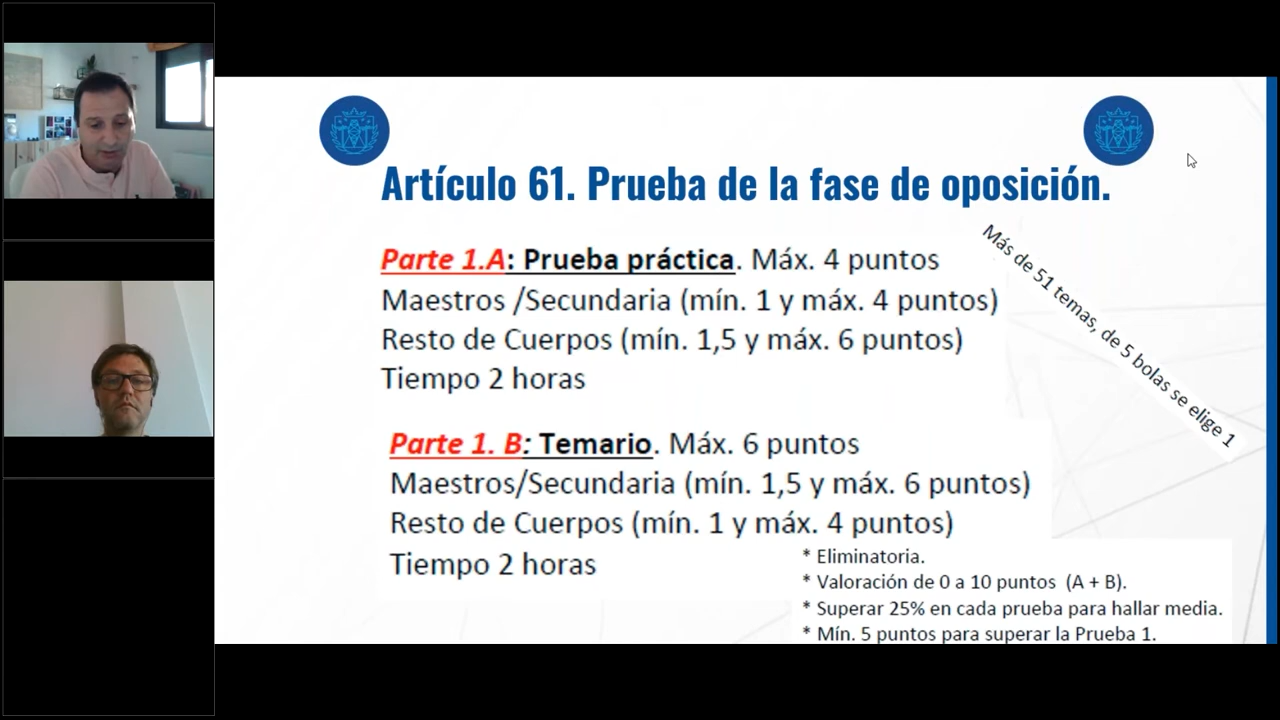 Artículo 61. Prueba de la fase de oposición.
Parte 1.A: Prueba práctica. Máx. 4 puntos
Maestros /Secundaria (mín. 1 y máx. 4 puntos)
Resto de Cuerpos (mín. 1,5 y máx. 6 puntos)
Tiempo 2 horas
Más de 51 temas, de 5 bolas se elige 1
Parte 1. B: Temario. Máx. 6 puntos
Maestros/Secundaria (mín. 1,5 y máx. 6 puntos)
Resto de Cuerpos (mín. 1 y máx. 4 puntos)
Tiempo 2 horas
* Eliminatoria.
* Valoración de 0 a 10 puntos (A + B).
* Superar 25% en cada prueba para hallar media.
* Mín. 5 puntos para superar la Prueba 1.